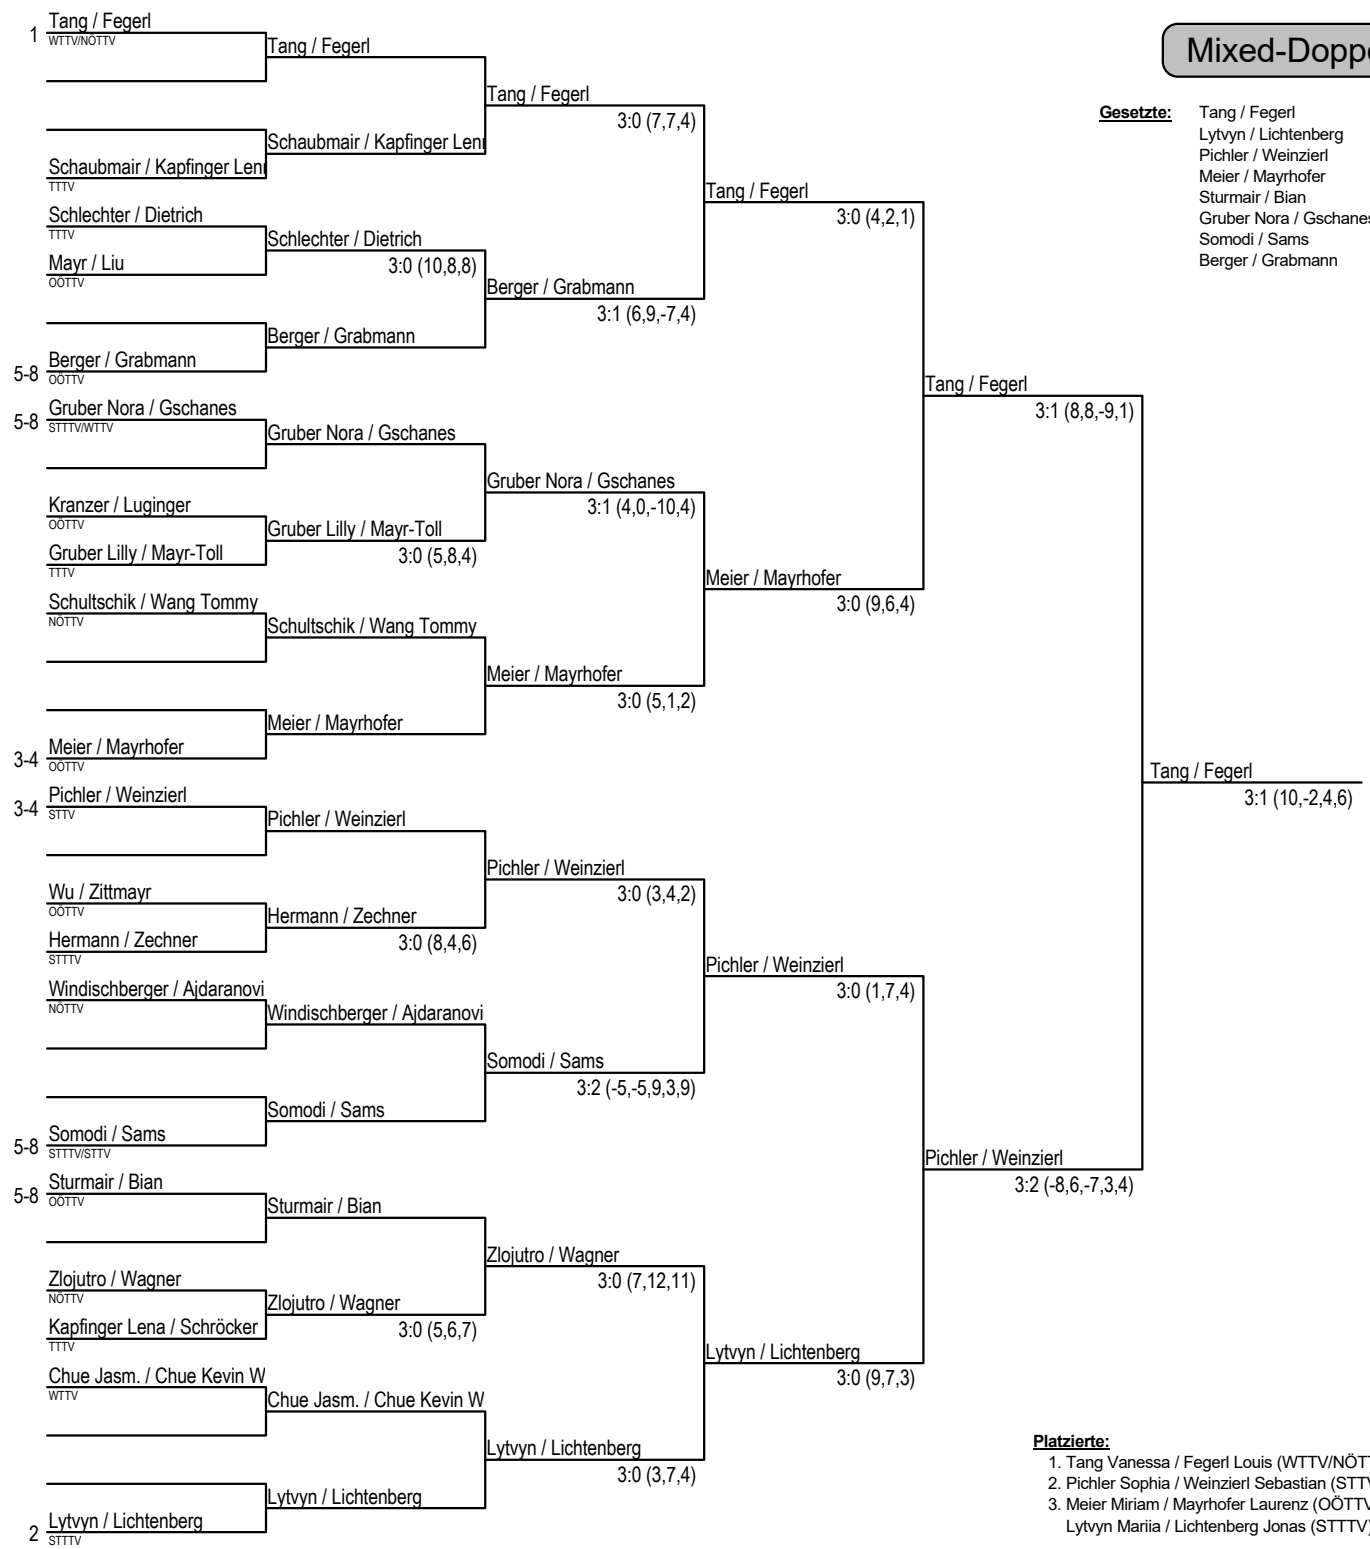 Mixed-Doppe
Gesetzte:
Tang / Fegerl
Lytvyn / Lichtenberg
Pichler / Weinzierl
Meier / Mayrhofer
Sturmair / Bian
Gruber Nora / Gschanes
Somodi / Sams
Berger / Grabmann
1 Tang / Fegerl
WTTV/NÖTTV
Schaubmair / Kapfinger Lenr
TTTV
Schlechter / Dietrich
TTTV
Mayr / Liu
OÖTTV
5-8 Berger / Grabmann
OÖTTV
5-8 Gruber Nora / Gschanes
STTTV/WTTV
Kranzer / Luginger
OÖTTV
Gruber Lilly / Mayr-Toll
TTTV
Schultschik / Wang Tommy
NÖTTV
3-4 Meier / Mayrhofer
OÖTTV
3-4 Pichler / Weinzierl
STTV
Wu / Zittmayr
OÖTTV
Hermann / Zechner
STTTV
Windischberger / Ajdaranovi
NÖTTV
5-8 Somodi / Sams
STTTV/STTV
5-8 Sturmair / Bian
OÖTTV
Zlojutro / Wagner
NÖTTV
Kapfinger Lena / Schröcker
TTTV
Chue Jasm. / Chue Kevin W
WTTV
2 Lytvyn / Lichtenberg
STTTV
Tang / Fegerl
Schaubmair / Kapfinger Lenr
Schlechter / Dietrich
3:0 (10,8,8)
Berger / Grabmann
Gruber Nora / Gschanes
Gruber Lilly / Mayr-Toll
3:0 (5,8,4)
Schultschik / Wang Tommy
Meier / Mayrhofer
Pichler / Weinzierl
Hermann / Zechner
3:0 (8,4,6)
Windischberger / Ajdaranovi
Somodi / Sams
Sturmair / Bian
Zlojutro / Wagner
3:0 (5,6,7)
Chue Jasm. / Chue Kevin W
Lytvyn / Lichtenberg
Tang / Fegerl
3:0 (7,7,4)
Berger / Grabmann
3:1 (6,9,-7,4)
Gruber Nora / Gschanes
3:1 (4,0,-10,4)
Meier / Mayrhofer
3:0 (5,1,2)
Pichler / Weinzierl
3:0 (3,4,2)
Somodi / Sams
3:2 (-5,-5,9,3,9)
Zlojutro / Wagner
3:0 (7,12,11)
Lytvyn / Lichtenberg
3:0 (3,7,4)
Tang / Fegerl
3:0 (4,2,1)
Meier / Mayrhofer
3:0 (9,6,4)
Pichler / Weinzierl
3:0 (1,7,4)
Lytvyn / Lichtenberg
3:0 (9,7,3)
Tang / Fegerl
3:1 (8,8,-9,1)
Pichler / Weinzierl
3:2 (-8,6,-7,3,4)
Tang / Fegerl
3:1 (10,-2,4,6)
Platzierte:
1. Tang Vanessa / Fegerl Louis (WTTV/NÖTT
2. Pichler Sophia / Weinzierl Sebastian (STTV
3. Meier Miriam / Mayrhofer Laurenz (OÖTTV
Lytvyn Mariia / Lichtenberg Jonas (STTTV)